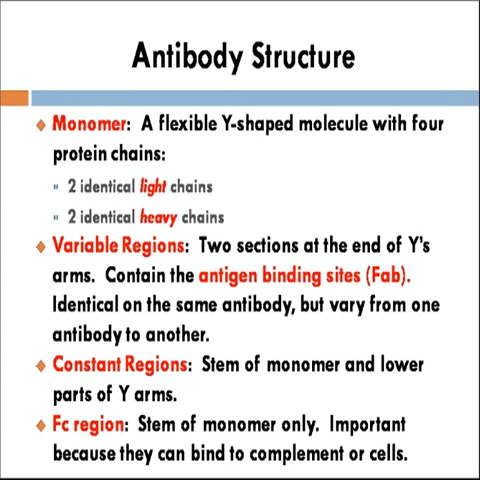 Antibody Structure
Monomer: A flexible Y-shaped molecule with four
protein chains:
2 identical light chains
2 identical heavy chains
Variable Regions: Two sections at the end of Y's
arms. Contain the antigen binding sites (Fab).
Identical on the same antibody, but vary from one
antibody to another.
Constant Regions: Stem of monomer and lower
parts of Y arms.
Fc region: Stem of monomer only. Important
because they can bind to complement or cells.